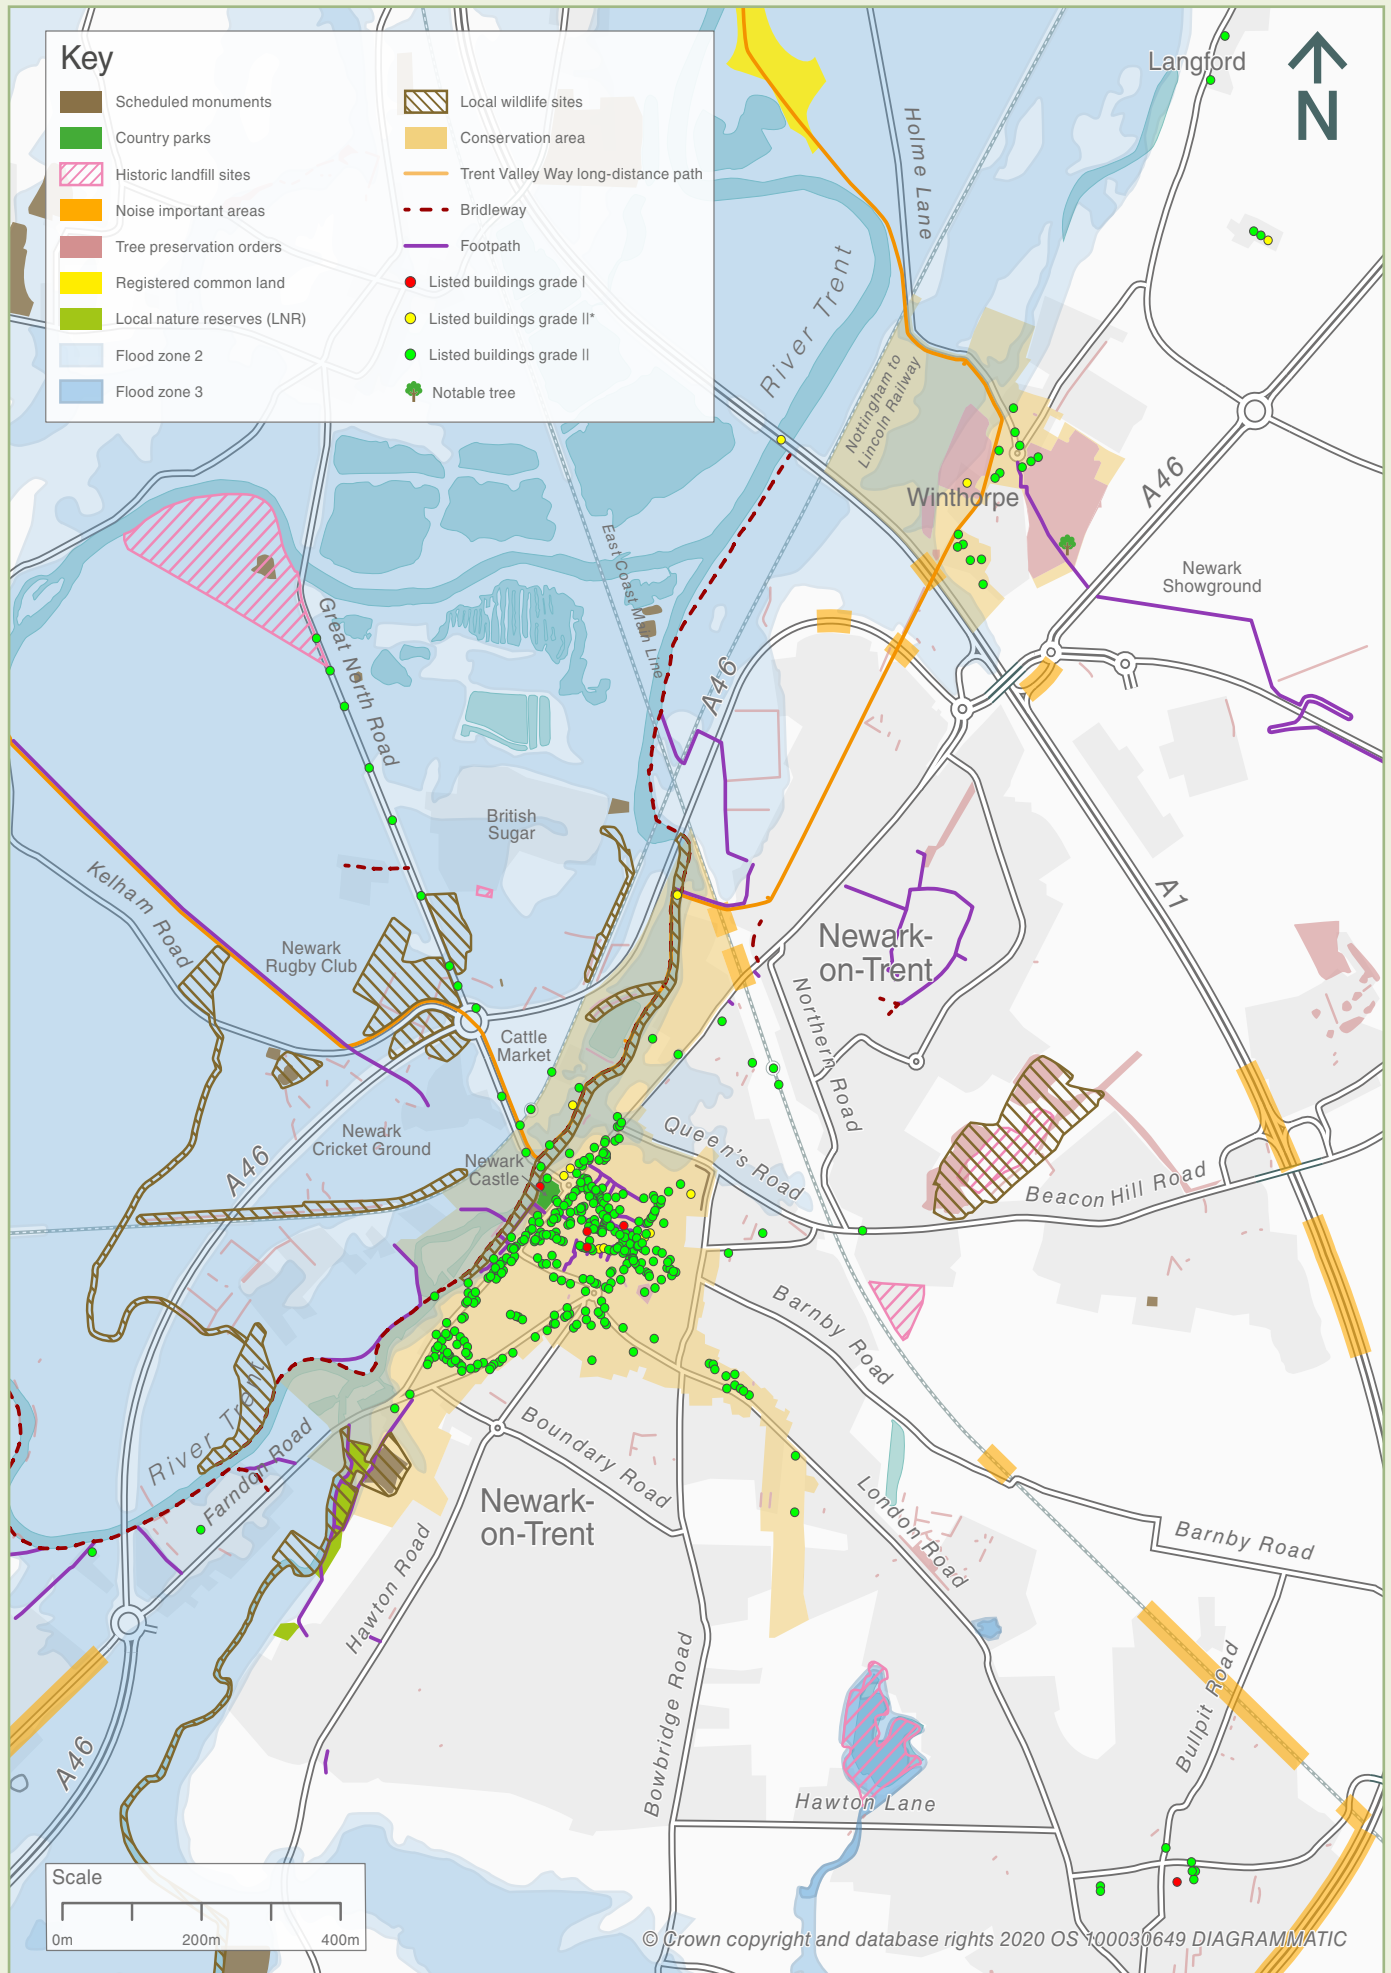 Key
Scheduled monuments
Country parks
Historic landfill sites
Noise important areas
Tree preservation orders
Registered common land
Local nature reserves (LNR)
Flood zone 2
Flood zone 3
Local wildlife sites
Conservation area
Trent Valley Way long-distance path
Bridleway
Footpath
Listed buildings grade I
Listed buildings grade II*
Listed buildings grade II
Notable tree
Langford
N
Holme Lane
River Trent
Nottingham to
Lincoln Railway
Winthorpe
A46
Newark
Showground
East Coast Main Line
Great North Road
A46
British
Sugar
Kelham Road
Newark
Rugby Club
A1
Newark-
on-Trent
Northern Road
Cattle
Market
Newark
Cricket Ground
Queen's Road
A46
Newark
Castle
Beacon Hill Road
Barnby Road
River Trent
Farndon Road
Boundary Road
Newark-
on-Trent
London Road
Barnby Road
Hawton Road
Bowbridge Road
Bullpit Road
A46
Hawton Lane
Scale
0m
200m
400m
© Crown copyright and database rights 2020 OS 100030649 DIAGRAMMATIC